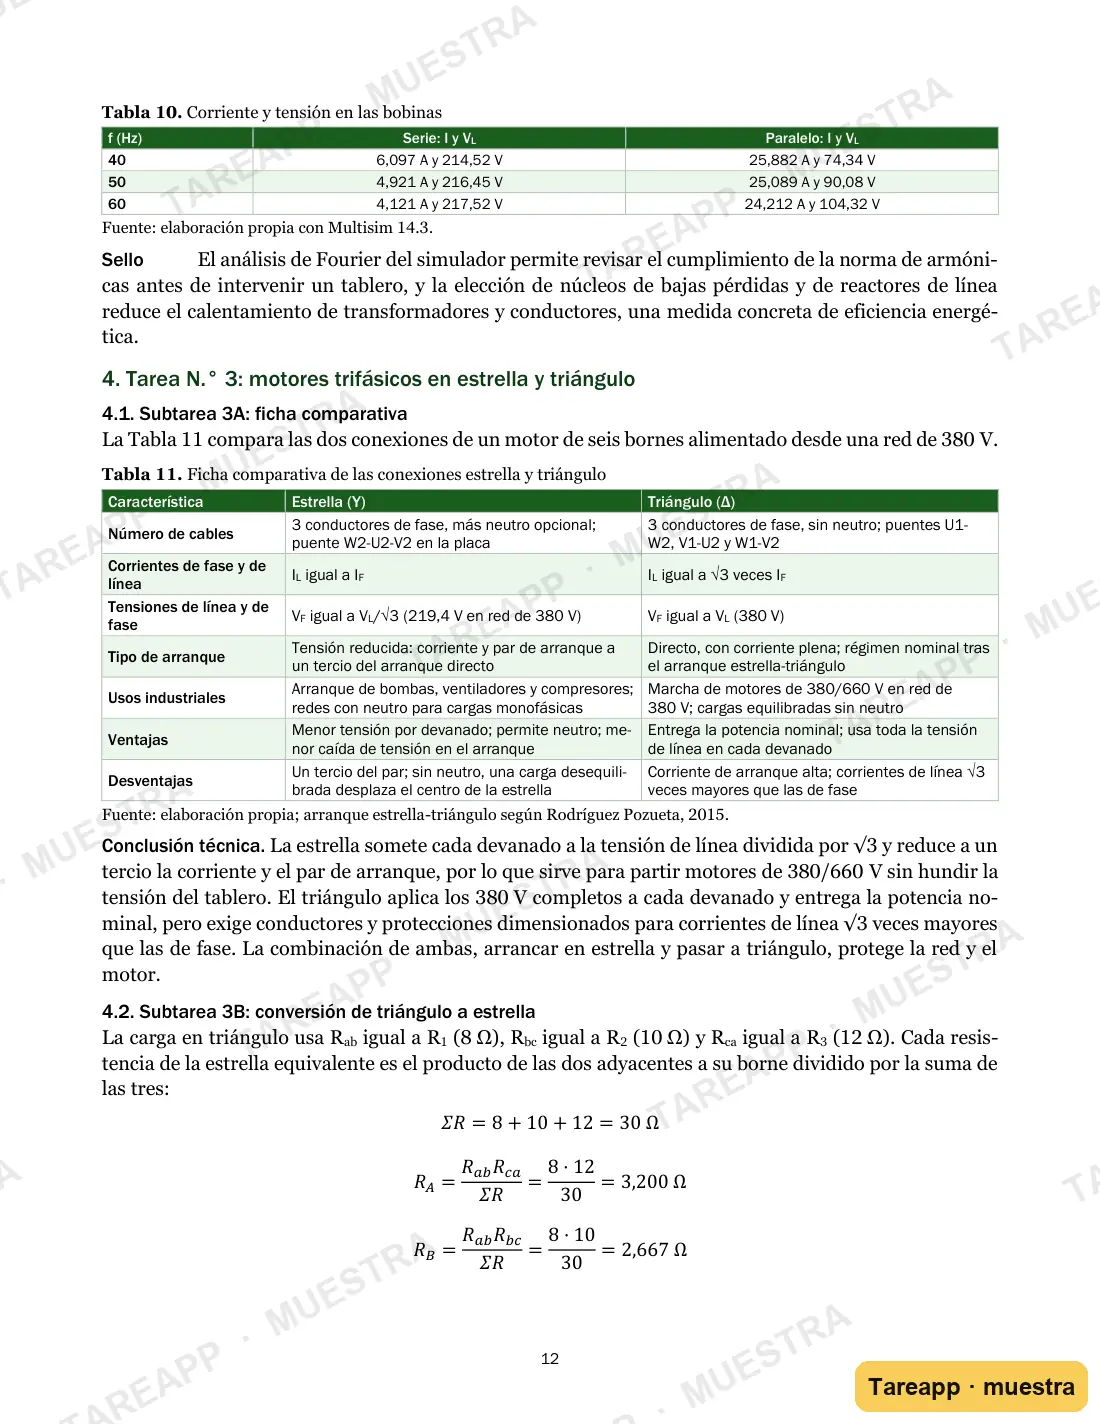 Tabla 10. Corriente y tensión en las bobinas
f (Hz) Serie: I y VL Paralelo: I y VL
40 6,097 A y 214,52 V 25,882 A y 74,34 V
50 4,921 A y 216,45 V 25,089 A y 90,08 V
60 4,121 A y 217,52 V 24,212 A y 104,32 V
Fuente: elaboración propia con Multisim 14.3.
Sello El análisis de Fourier del simulador permite revisar el cumplimiento de la norma de armóni-
cas antes de intervenir un tablero, y la elección de núcleos de bajas pérdidas y de reactores de línea
reduce el calentamiento de transformadores y conductores, una medida concreta de eficiencia energé-
tica.
4. Tarea N.° 3: motores trifásicos en estrella y triángulo
4.1. Subtarea 3A: ficha comparativa
La Tabla 11 compara las dos conexiones de un motor de seis bornes alimentado desde una red de 380 V.
Tabla 11. Ficha comparativa de las conexiones estrella y triángulo
Característica Estrella (Y) Triángulo (Δ)
Número de cables
3 conductores de fase, más neutro opcional;
puente W2-U2-V2 en la placa
3 conductores de fase, sin neutro; puentes U1-
W2, V1-U2 y W1-V2
Corrientes de fase y de
línea
IL igual a IF
IL igual a √3 veces IF
Tensiones de línea y de
fase
VF igual a VL/√3 (219,4 V en red de 380 V)
VF igual a VL (380 V)
Tipo de arranque
Tensión reducida: corriente y par de arranque a
un tercio del arranque directo
Directo, con corriente plena; régimen nominal tras
el arranque estrella-triángulo
Usos industriales
Arranque de bombas, ventiladores y compresores;
redes con neutro para cargas monofásicas
Marcha de motores de 380/660 V en red de
380 V; cargas equilibradas sin neutro
Ventajas
Menor tensión por devanado; permite neutro; me-
nor caída de tensión en el arranque
Entrega la potencia nominal; usa toda la tensión
de línea en cada devanado
Desventajas
Un tercio del par; sin neutro, una carga desequili-
brada desplaza el centro de la estrella
Corriente de arranque alta; corrientes de línea √3
veces mayores que las de fase
Fuente: elaboración propia; arranque estrella-triángulo según Rodríguez Pozueta, 2015.
Conclusión técnica. La estrella somete cada devanado a la tensión de línea dividida por √3 y reduce a un
tercio la corriente y el par de arranque, por lo que sirve para partir motores de 380/660 V sin hundir la
tensión del tablero. El triángulo aplica los 380 V completos a cada devanado y entrega la potencia no-
minal, pero exige conductores y protecciones dimensionados para corrientes de línea √3 veces mayores
que las de fase. La combinación de ambas, arrancar en estrella y pasar a triángulo, protege la red y el
motor.
4.2. Subtarea 3B: conversión de triángulo a estrella
La carga en triángulo usa Rab igual a R1 (8 Ω), Rbc igual a R2 (10 Ω) y Rca igual a R3 (12 Ω). Cada resis-
tencia de la estrella equivalente es el producto de las dos adyacentes a su borne dividido por la suma de
las tres:
ΣR = 8 + 10 + 12 = 30 Ω
R_A = R_ab R_ca / ΣR = 8 · 12 / 30 = 3,200 Ω
R_B = R_ab R_bc / ΣR = 8 · 10 / 30 = 2,667 Ω
12
TAREAPP · MUESTRA
Tareapp · muestra